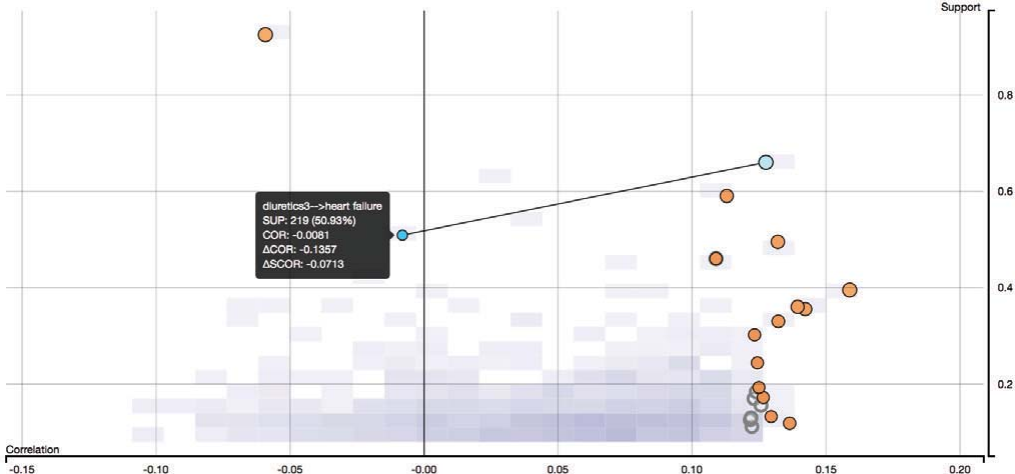 Support
0.8
0.6
diuretics3-->heart failure
SUP: 219 (50.93%)
COR: -0.0081
ΔCOR: -0.1357
ΔSCOR: -0.0713
0.4
0.2
Correlation
-0.15 -0.10 -0.05 -0.00 0.05 0.10 0.15 0.20